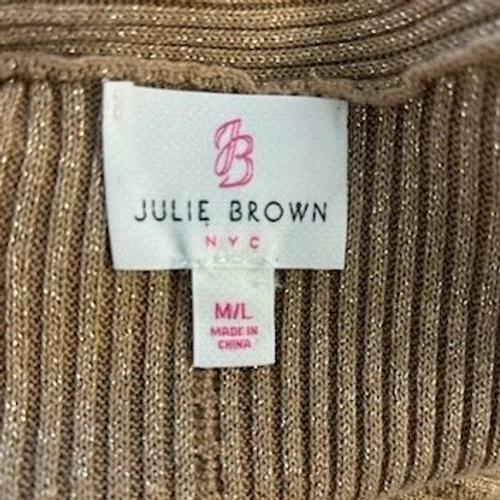 JB
JULIE BROWN
NYC
M/L
MADE IN
CHINA